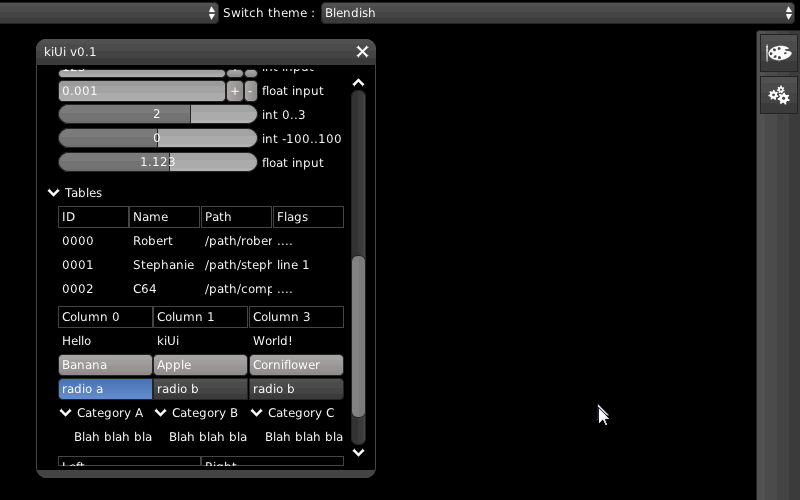 Switch theme : Blendish
kiUi v0.1
123 + - int input
0.001 + - float input
2 int 0..3
0 int -100..100
1.123 float input
Tables
ID Name Path Flags
0000 Robert /path/rober ....
0001 Stephanie /path/steph line 1
0002 C64 /path/comp ....
Column 0 Column 1 Column 3
Hello kiUi World!
Banana Apple Corniflower
radio a radio b radio b
Category A Category B Category C
Blah blah bla Blah blah bla Blah blah bla
Left Right